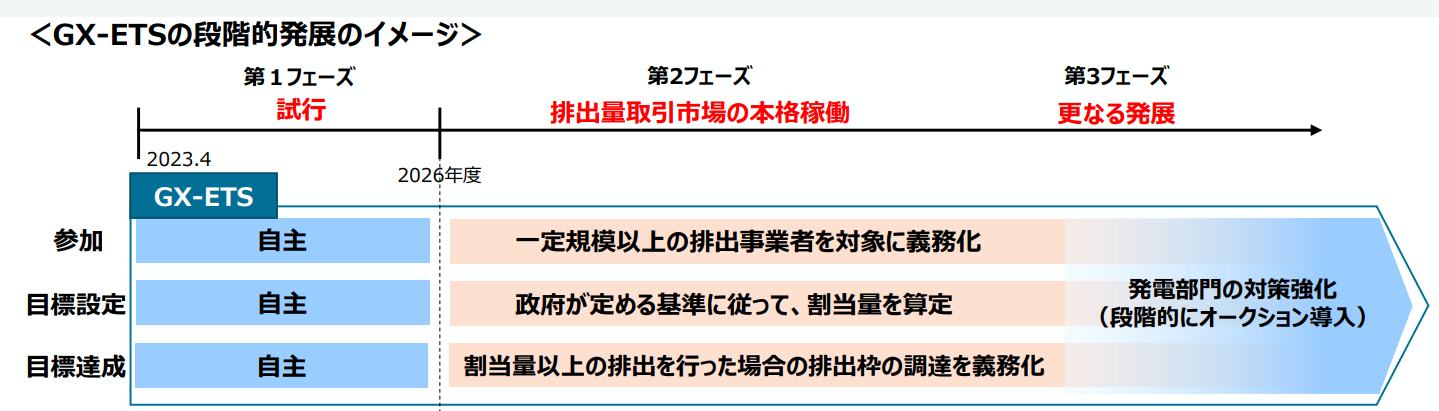 ＜GX-ETSの段階的発展のイメージ＞
第１フェーズ
試行
第2フェーズ
排出量取引市場の本格稼働
第3フェーズ
更なる発展
2023.4
2026年度
GX-ETS
参加
自主
一定規模以上の排出事業者を対象に義務化
目標設定
自主
政府が定める基準に従って、割当量を算定
目標達成
自主
割当量以上の排出を行った場合の排出枠の調達を義務化
発電部門の対策強化
（段階的にオークション導入）